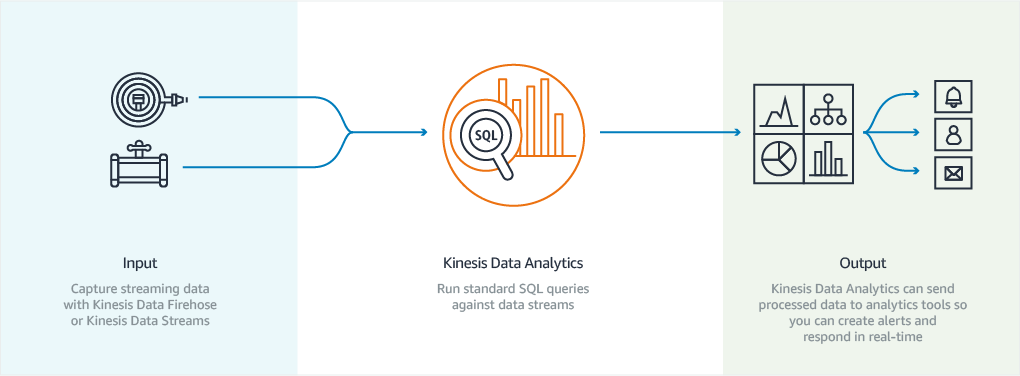 SQL
Input
Capture streaming data
with Kinesis Data Firehose
or Kinesis Data Streams
Kinesis Data Analytics
Run standard SQL queries
against data streams
Output
Kinesis Data Analytics can send
processed data to analytics tools so
you can create alerts and
respond in real-time